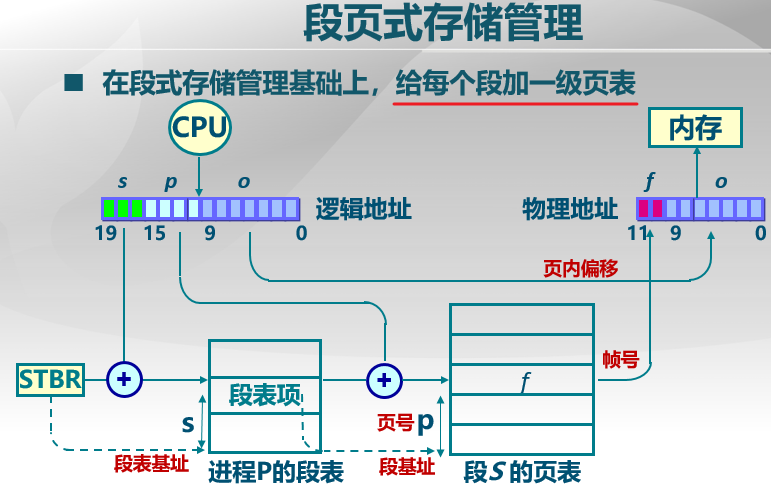 段页式存储管理
■ 在段式存储管理基础上，给每个段加一级页表
CPU
内存
s p o
f o
逻辑地址
物理地址
19 15 9 0
11 9 0
页内偏移
STBR
+
段表项
+
f
帧号
s
页号p
段表基址
进程P的段表
段基址
段S的页表